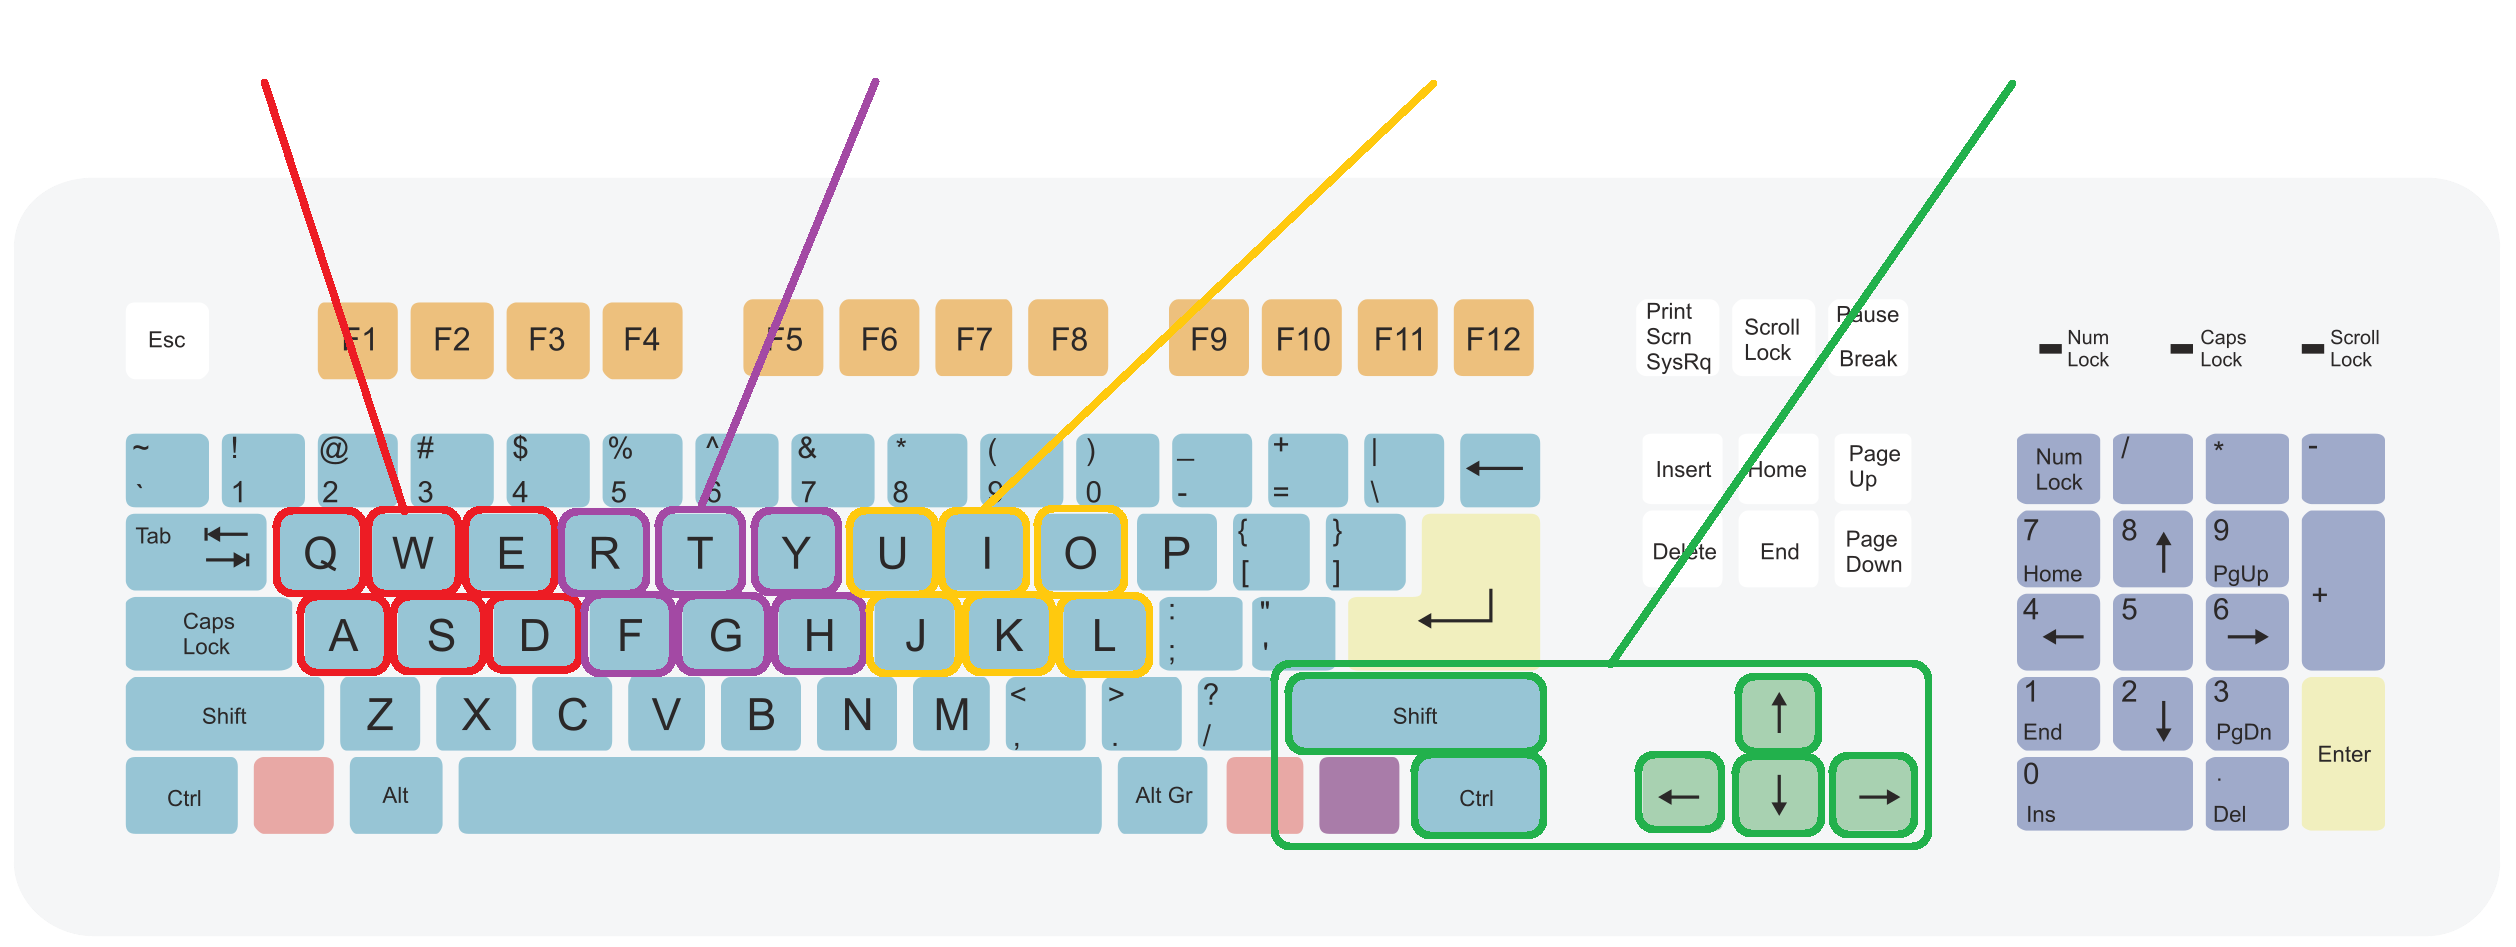 Esc F1 F2 F3 F4 F5 F6 F7 F8 F9 F10 F11 F12 Print Scrn SysRq Scroll Lock Pause Break Num Lock Caps Lock Scroll Lock
~ ` ! 1 @ 2 # 3 $ 4 % 5 ^ 6 & 7 * 8 ( 9 ) 0 _ - + = | \ Insert Home Page Up Num Lock / * -
Tab Q W E R T Y U I O P { [ } ] Delete End Page Down 7 Home 8 9 PgUp +
Caps Lock A S D F G H J K L : ; " ' 4 5 6
Shift Z X C V B N M < , > . ? / Shift 1 End 2 3 PgDn Enter
Ctrl Alt Alt Gr Ctrl 0 Ins . Del